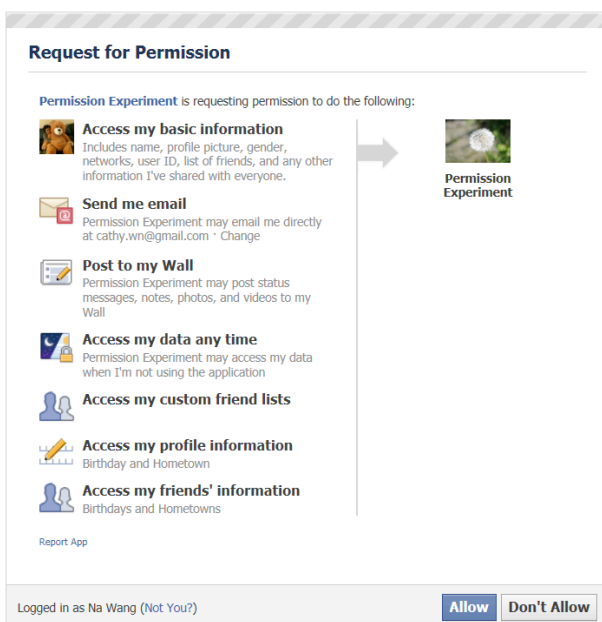 Request for Permission
Permission Experiment is requesting permission to do the following:
Access my basic information
Includes name, profile picture, gender,
networks, user ID, list of friends, and any other
information I've shared with everyone.
Permission
Experiment
Send me email
Permission Experiment may email me directly
at cathy.wn@gmail.com · Change
Post to my Wall
Permission Experiment may post status
messages, notes, photos, and videos to my
Wall
Access my data any time
Permission Experiment may access my data
when I'm not using the application
Access my custom friend lists
Access my profile information
Birthday and Hometown
Access my friends' information
Birthdays and Hometowns
Report App
Logged in as Na Wang (Not You?)
Allow
Don't Allow